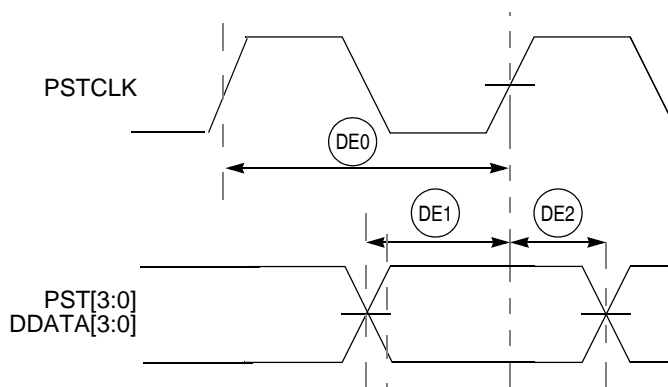 PSTCLK
DE0
DE1
DE2
PST[3:0]
DDATA[3:0]